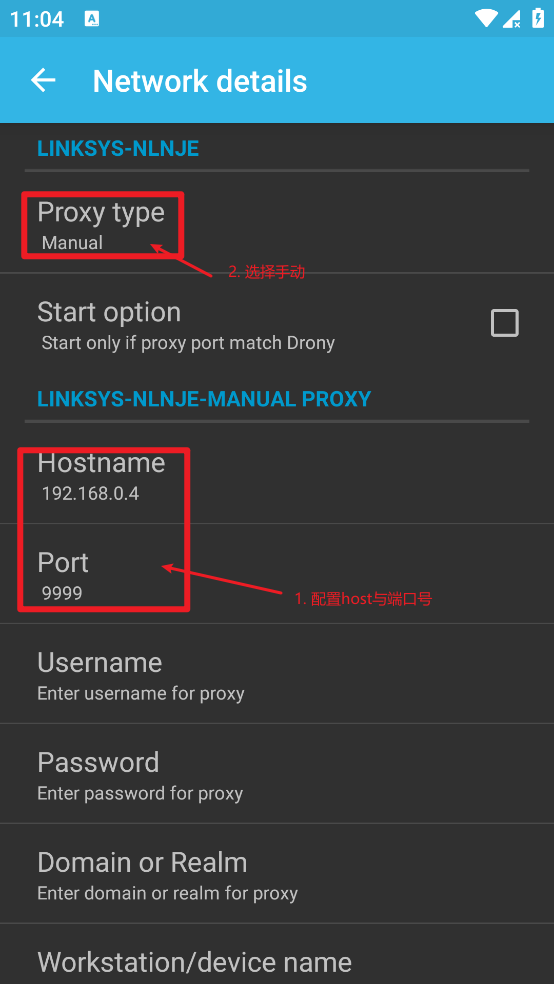 11:04
Network details
LINKSYS-NLNJE
Proxy type
Manual
2. 选择手动
Start option
Start only if proxy port match Drony
LINKSYS-NLNJE-MANUAL PROXY
Hostname
192.168.0.4
Port
9999
1. 配置host与端口号
Username
Enter username for proxy
Password
Enter password for proxy
Domain or Realm
Enter domain or realm for proxy
Workstation/device name